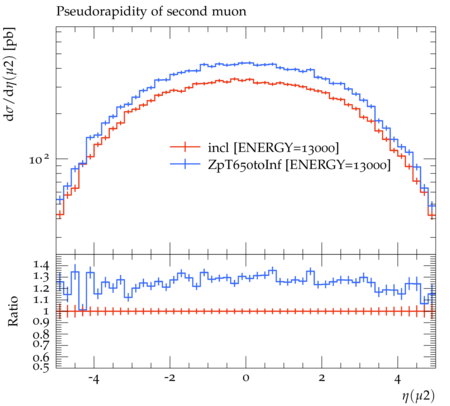 Pseudorapidity of second muon
dσ/dη(μ2) [pb]
10²
incl [ENERGY=13000]
ZpT650toInf [ENERGY=13000]
Ratio
1.4
1.3
1.2
1.1
1
0.9
0.8
0.7
0.6
0.5
-4 -2 0 2 4
η(μ2)